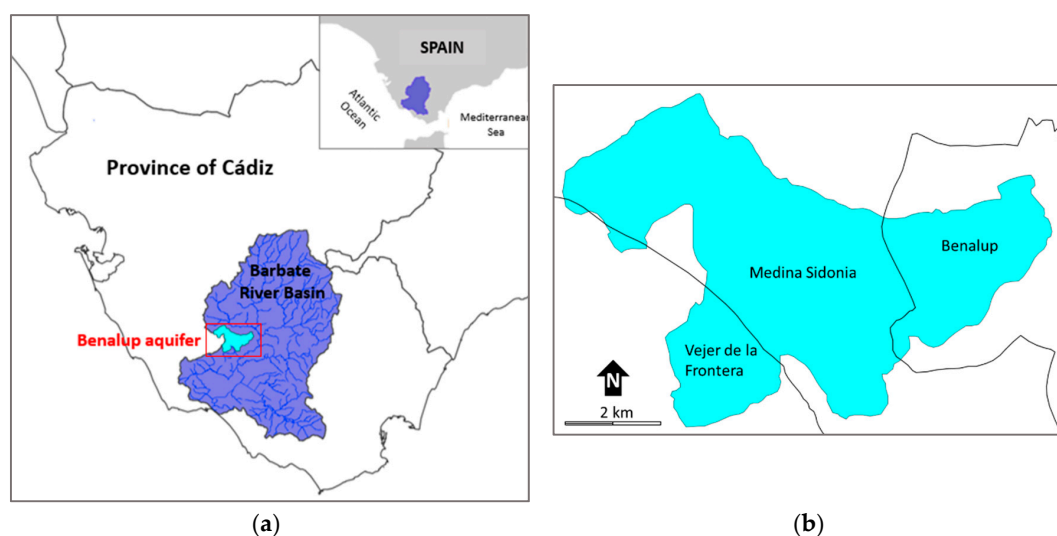 SPAIN
Atlantic
Ocean
Mediterranean
Sea
Province of Cádiz
Barbate
River Basin
Benalup aquifer
(a)
Benalup
Medina Sidonia
Vejer de la
Frontera
N
2 km
(b)